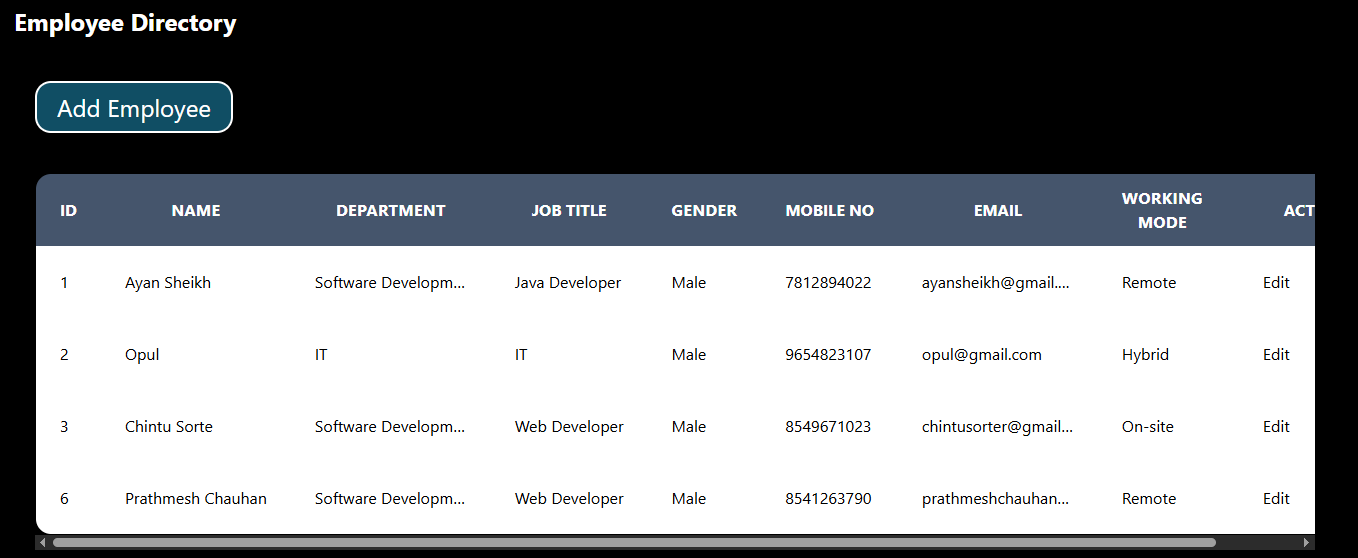 Employee Directory
Add Employee
ID NAME DEPARTMENT JOB TITLE GENDER MOBILE NO EMAIL WORKING MODE ACT
1 Ayan Sheikh Software Developm... Java Developer Male 7812894022 ayansheikh@gmail.... Remote Edit
2 Opul IT IT Male 9654823107 opul@gmail.com Hybrid Edit
3 Chintu Sorte Software Developm... Web Developer Male 8549671023 chintusorter@gmail... On-site Edit
6 Prathmesh Chauhan Software Developm... Web Developer Male 8541263790 prathmeshchauhan... Remote Edit